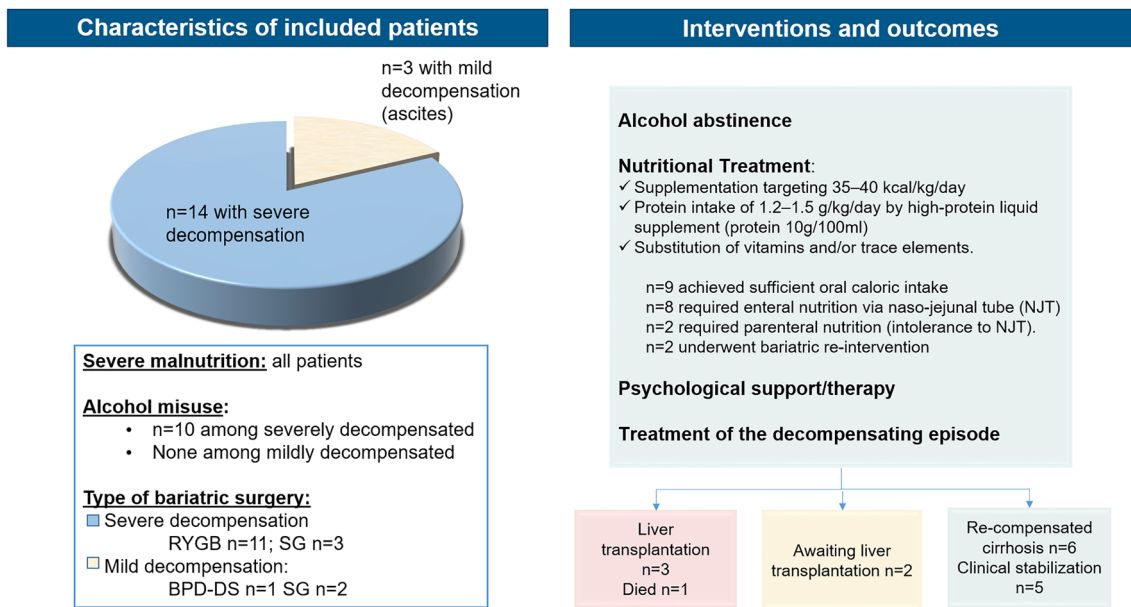 Characteristics of included patients
n=3 with mild
decompensation
(ascites)
n=14 with severe
decompensation
Severe malnutrition: all patients
Alcohol misuse:
• n=10 among severely decompensated
• None among mildly decompensated
Type of bariatric surgery:
Severe decompensation
RYGB n=11; SG n=3
Mild decompensation:
BPD-DS n=1 SG n=2
Interventions and outcomes
Alcohol abstinence
Nutritional Treatment:
✓ Supplementation targeting 35–40 kcal/kg/day
✓ Protein intake of 1.2–1.5 g/kg/day by high-protein liquid
supplement (protein 10g/100ml)
✓ Substitution of vitamins and/or trace elements.
n=9 achieved sufficient oral caloric intake
n=8 required enteral nutrition via naso-jejunal tube (NJT)
n=2 required parenteral nutrition (intolerance to NJT).
n=2 underwent bariatric re-intervention
Psychological support/therapy
Treatment of the decompensating episode
Liver
transplantation
n=3
Died n=1
Awaiting liver
transplantation n=2
Re-compensated
cirrhosis n=6
Clinical stabilization
n=5